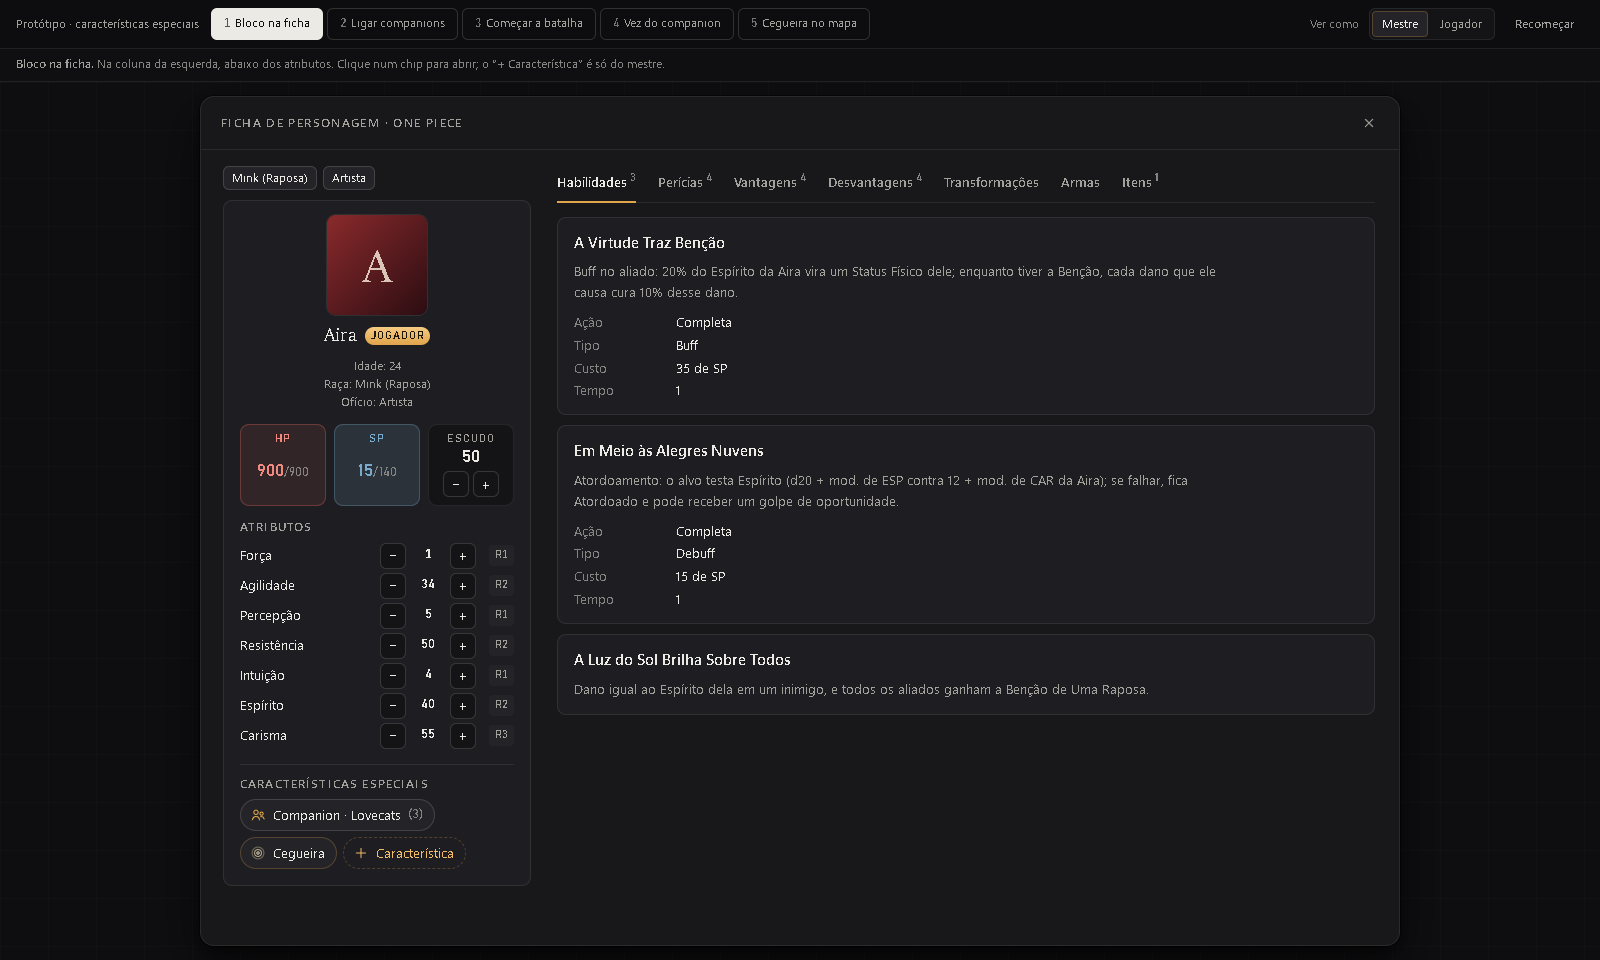 Protótipo · características especiais
1 Bloco na ficha
2 Ligar companions
3 Começar a batalha
4 Vez do companion
5 Cegueira no mapa
Ver como
Mestre
Jogador
Recomeçar
Bloco na ficha. Na coluna da esquerda, abaixo dos atributos. Clique num chip para abrir; o "+ Característica" é só do mestre.
FICHA DE PERSONAGEM · ONE PIECE
×
Mink (Raposa)
Artista
A
Aira JOGADOR
Idade: 24
Raça: Mink (Raposa)
Ofício: Artista
HP
900/900
SP
15/140
ESCUDO
50
− +
ATRIBUTOS
Força − 1 + R1
Agilidade − 34 + R2
Percepção − 5 + R1
Resistência − 50 + R2
Intuição − 4 + R1
Espírito − 40 + R2
Carisma − 55 + R3
CARACTERÍSTICAS ESPECIAIS
Companion · Lovecats (3)
Cegueira
+ Característica
Habilidades 3
Perícias 4
Vantagens 4
Desvantagens 4
Transformações
Armas
Itens 1
A Virtude Traz Benção
Buff no aliado: 20% do Espírito da Aira vira um Status Físico dele; enquanto tiver a Benção, cada dano que ele
causa cura 10% desse dano.
Ação Completa
Tipo Buff
Custo 35 de SP
Tempo 1
Em Meio às Alegres Nuvens
Atordoamento: o alvo testa Espírito (d20 + mod. de ESP contra 12 + mod. de CAR da Aira); se falhar, fica
Atordoado e pode receber um golpe de oportunidade.
Ação Completa
Tipo Debuff
Custo 15 de SP
Tempo 1
A Luz do Sol Brilha Sobre Todos
Dano igual ao Espírito dela em um inimigo, e todos os aliados ganham a Benção de Uma Raposa.